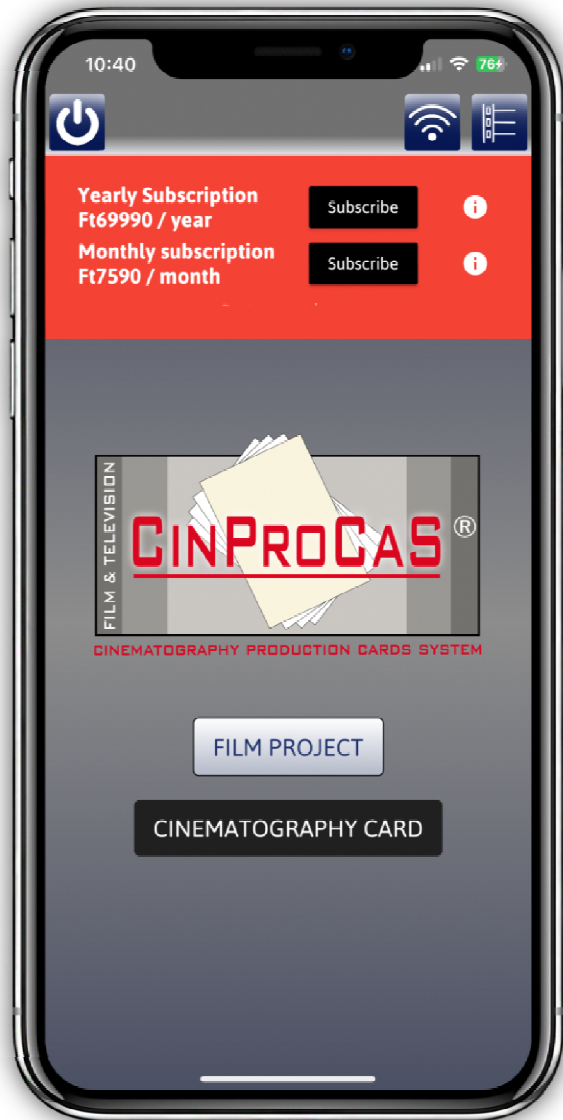 10:40
76
Yearly Subscription
Ft69990 / year
Subscribe
i
Monthly subscription
Ft7590 / month
Subscribe
i
FILM & TELEVISION
CINPROCAS®
CINEMATOGRAPHY PRODUCTION CARDS SYSTEM
FILM PROJECT
CINEMATOGRAPHY CARD